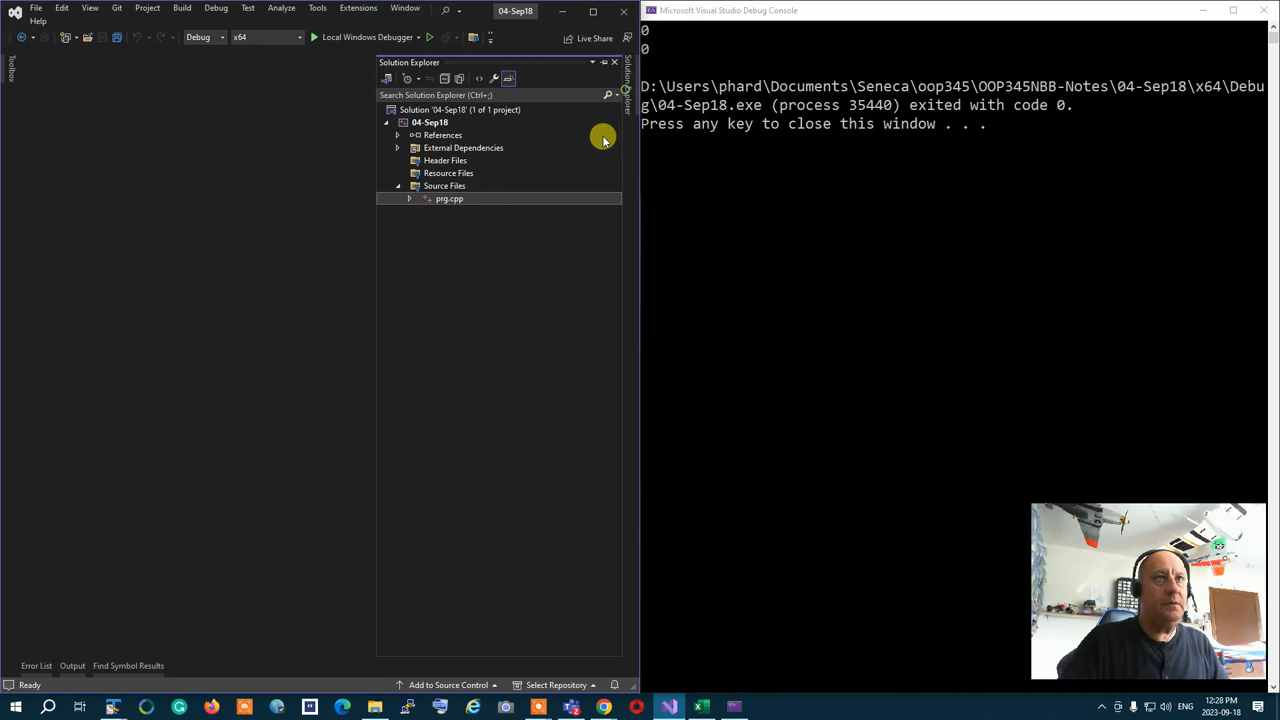 File Edit View Git Project Build Debug Test Analyze Tools Extensions Window 04-Sep18
Help
Debug x64 Local Windows Debugger Live Share
Toolbox
Solution Explorer
Solution Explorer
Search Solution Explorer (Ctrl+;)
Solution '04-Sep18' (1 of 1 project)
04-Sep18
References
External Dependencies
Header Files
Resource Files
Source Files
prg.cpp
Error List Output Find Symbol Results
Ready Add to Source Control Select Repository
Microsoft Visual Studio Debug Console
0
0
D:\Users\phard\Documents\Seneca\oop345\OOP345NBB-Notes\04-Sep18\x64\Debu
g\04-Sep18.exe (process 35440) exited with code 0.
Press any key to close this window . . .
ENG
12:28 PM
2023-09-18